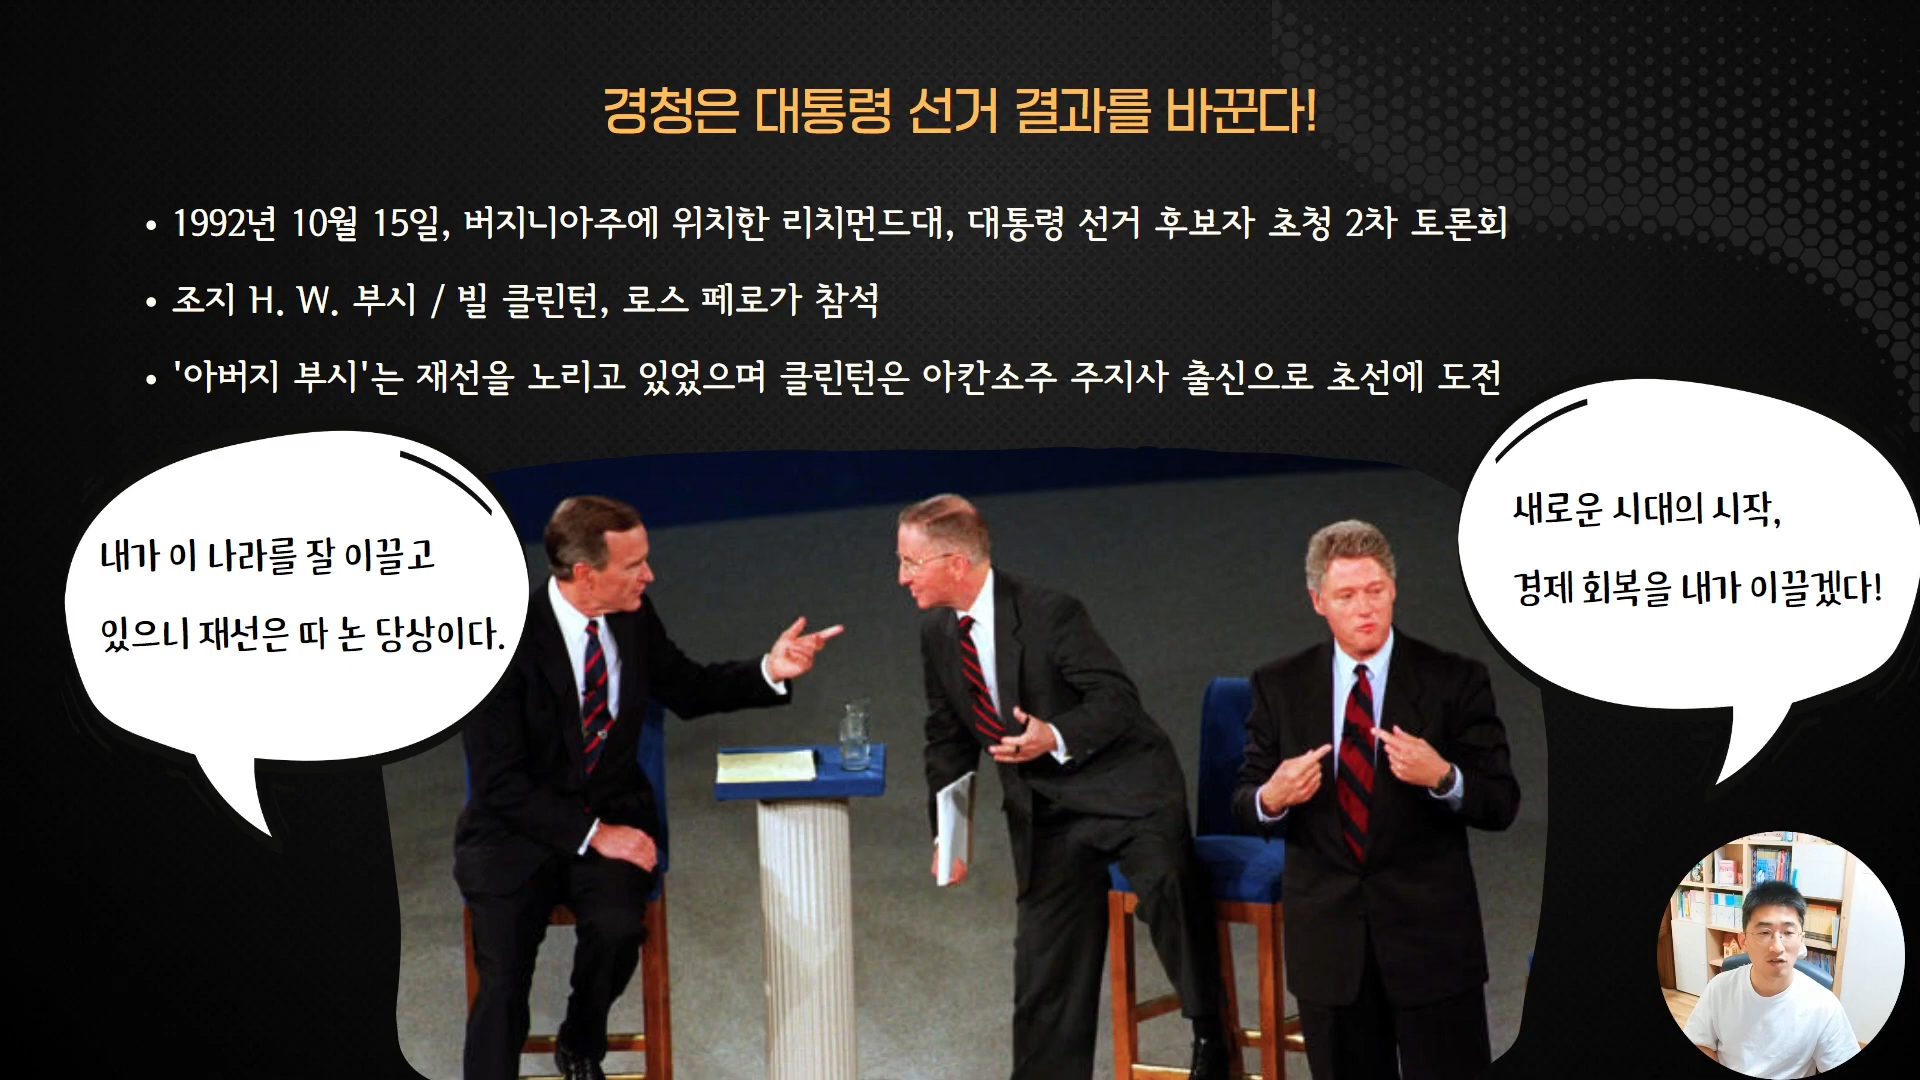 경청은 대통령 선거 결과를 바꾼다!
• 1992년 10월 15일, 버지니아주에 위치한 리치먼드대, 대통령 선거 후보자 초청 2차 토론회
• 조지 H. W. 부시 / 빌 클린턴, 로스 페로가 참석
• '아버지 부시'는 재선을 노리고 있었으며 클린턴은 아칸소주 주지사 출신으로 초선에 도전
내가 이 나라를 잘 이끌고
있으니 재선은 따 논 당상이다.
새로운 시대의 시작,
경제 회복을 내가 이끌겠다!